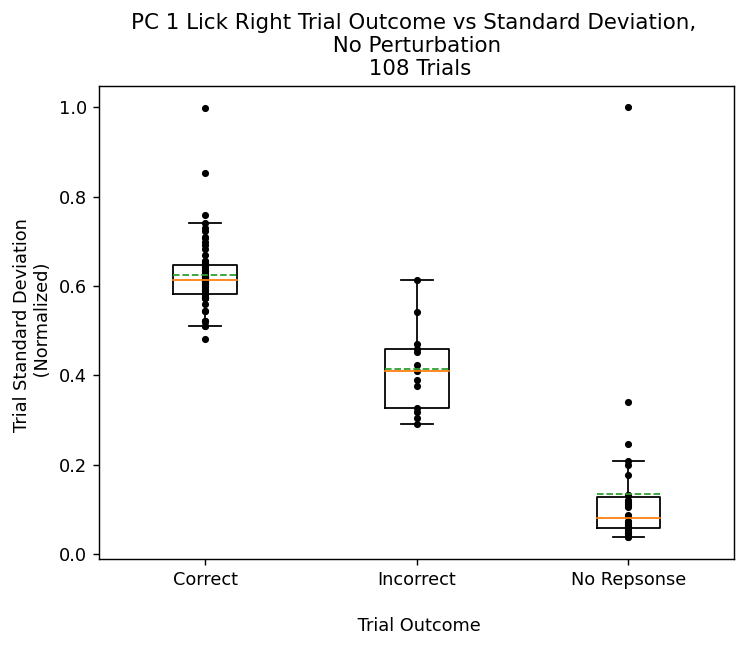 PC 1 Lick Right Trial Outcome vs Standard Deviation,
No Perturbation
108 Trials
Trial Standard Deviation
(Normalized)
1.0
0.8
0.6
0.4
0.2
0.0
Correct
Incorrect
No Repsonse
Trial Outcome